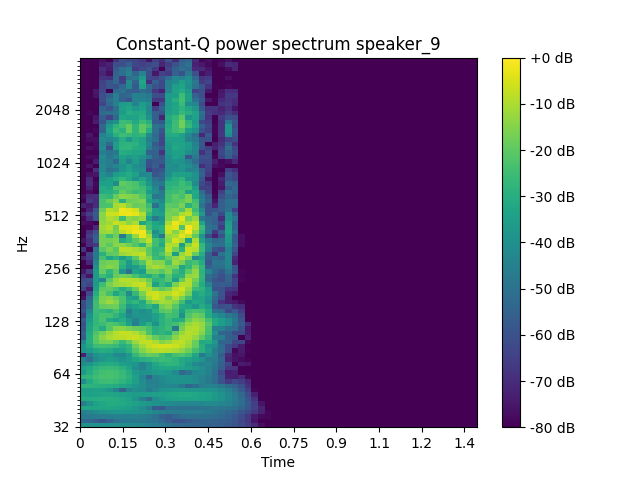 Constant-Q power spectrum speaker_9
2048
1024
512
256
128
64
32
Hz
0 0.15 0.3 0.45 0.6 0.75 0.9 1.1 1.2 1.4
Time
+0 dB
-10 dB
-20 dB
-30 dB
-40 dB
-50 dB
-60 dB
-70 dB
-80 dB